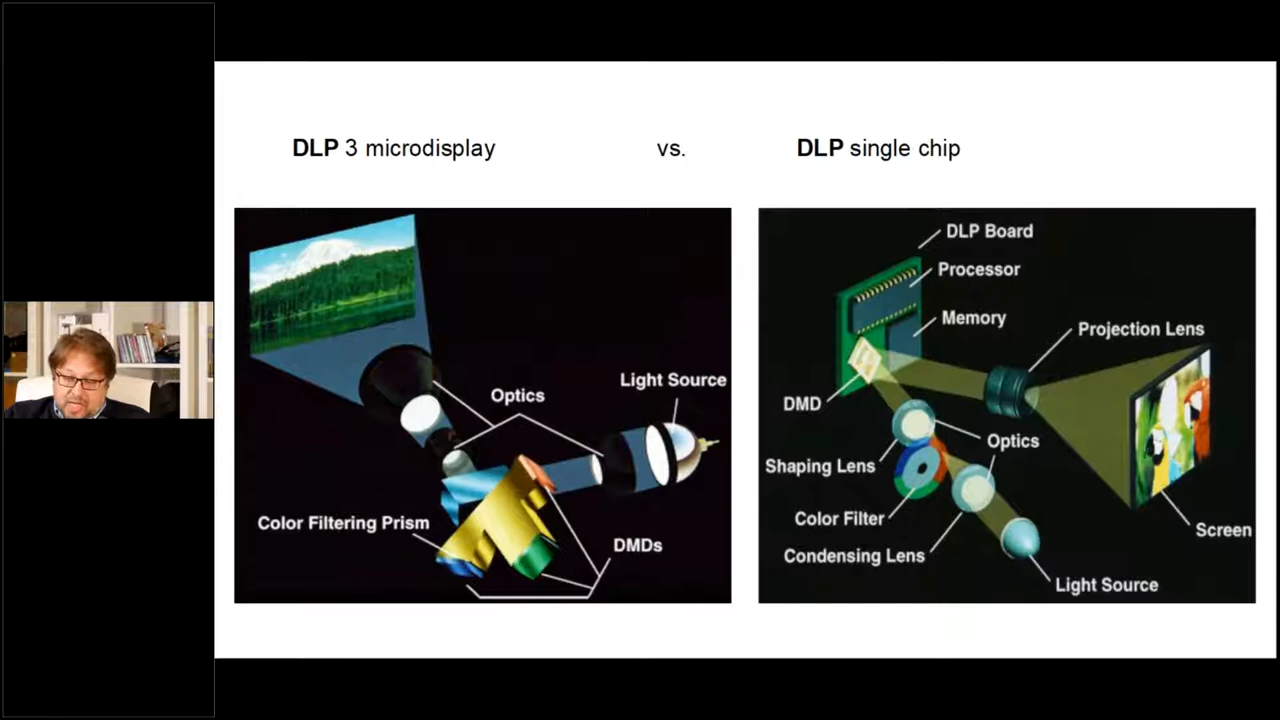 DLP 3 microdisplay vs. DLP single chip
Optics
Light Source
Color Filtering Prism
DMDs
DLP Board
Processor
Memory
Projection Lens
DMD
Optics
Shaping Lens
Color Filter
Condensing Lens
Screen
Light Source